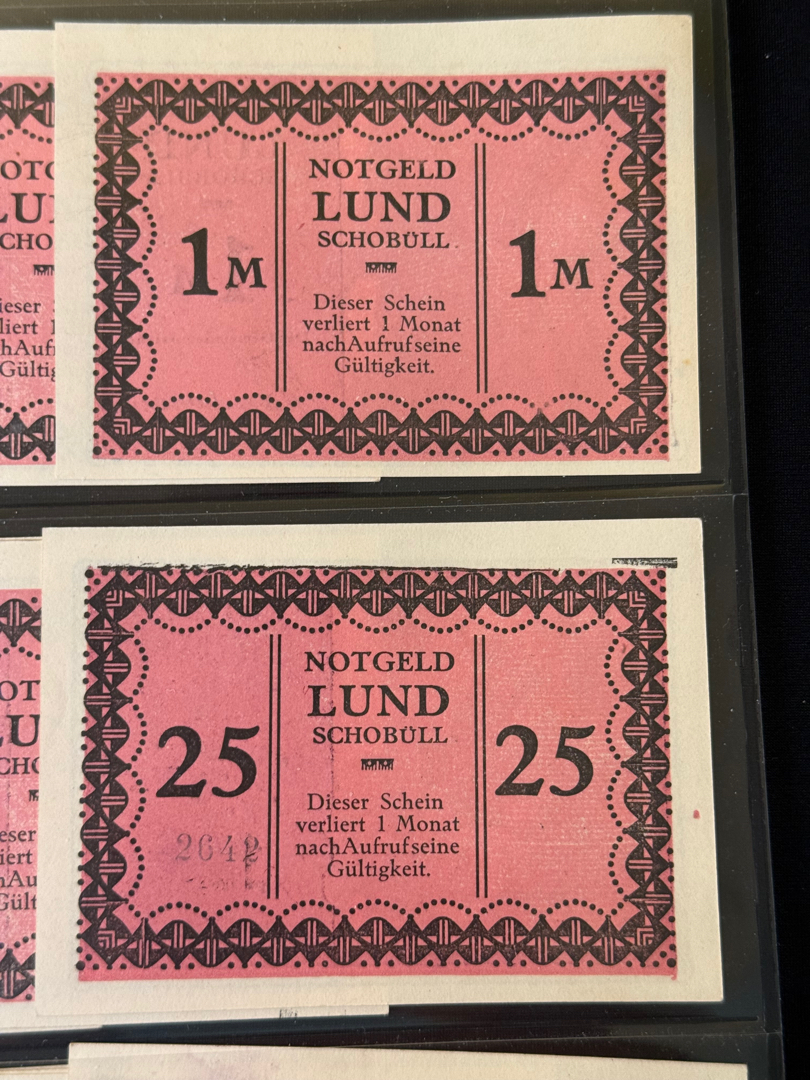 NOTGELD
LUND
SCHOBÜLL
1M
1M
Dieser Schein
verliert 1 Monat
nachAufrufseine
Gültigkeit.
NOTGELD
LUND
SCHOBÜLL
25
25
Dieser Schein
verliert 1 Monat
nachAufrufseine
Gültigkeit.
2642